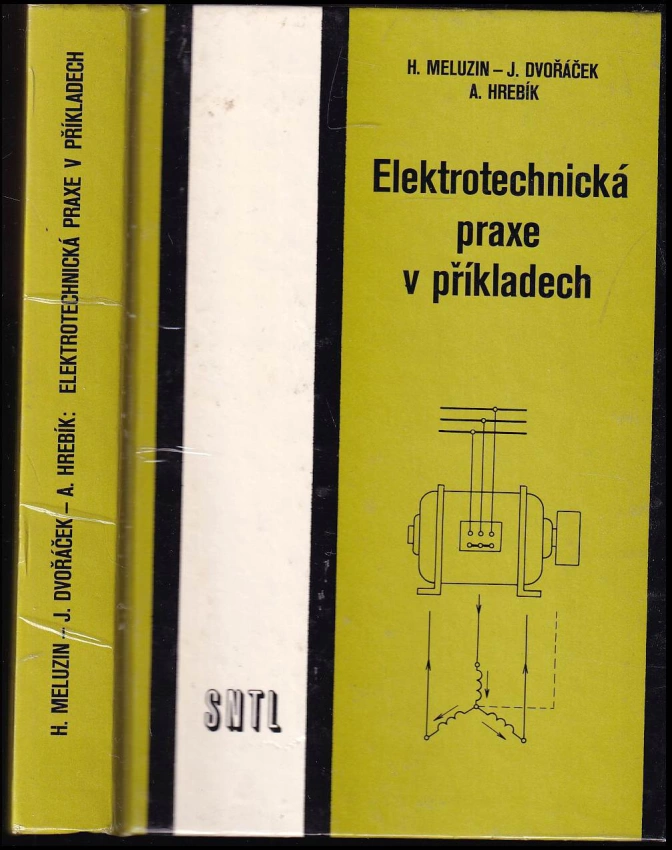 H. MELUZIN – J. DVOŘÁČEK – A. HREBÍK: ELEKTROTECHNICKÁ PRAXE V PŘÍKLADECH
SNTL
H. MELUZIN – J. DVOŘÁČEK
A. HREBÍK
Elektrotechnická
praxe
v příkladech